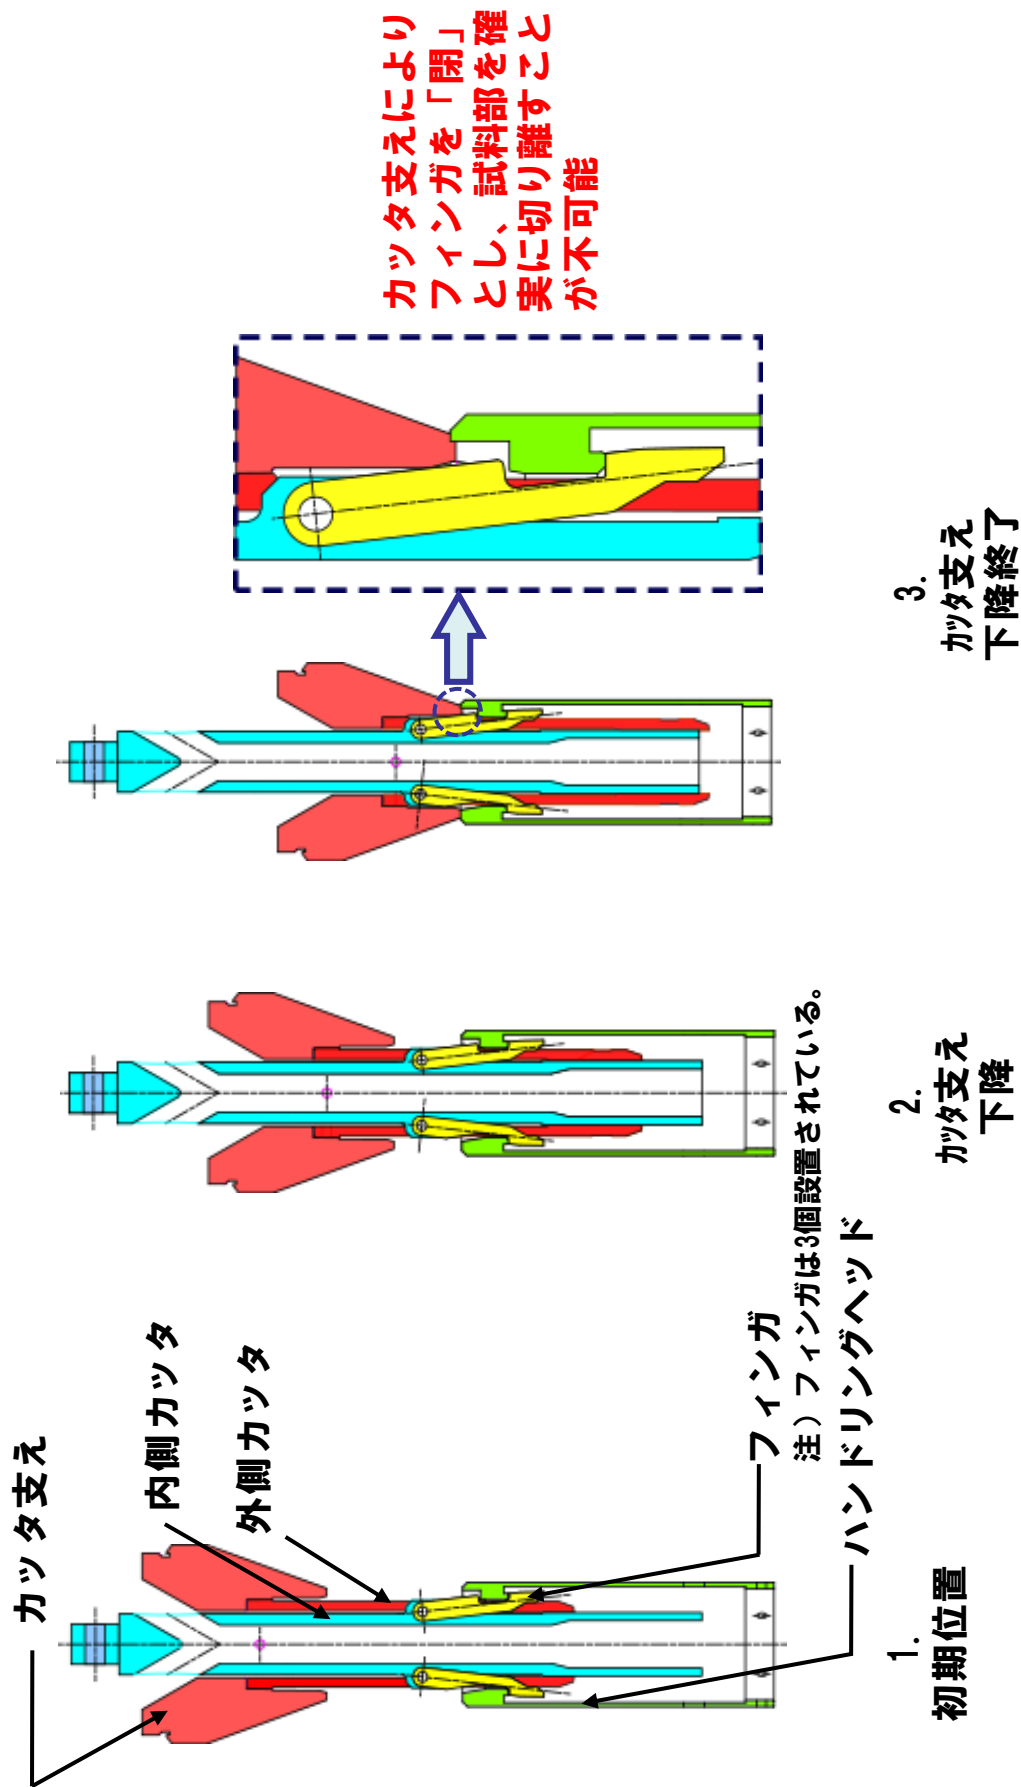 カッタ支え
内側カッタ
外側カッタ
フィンガ
注）フィンガは3個設置されている。
ハンドリングヘッド
1.
初期位置
2.
カッタ支え
下降
3.
カッタ支え
下降終了
カッタ支えにより
フィンガを「閉」
とし、試料部を確
実に切り離すこと
が不可能